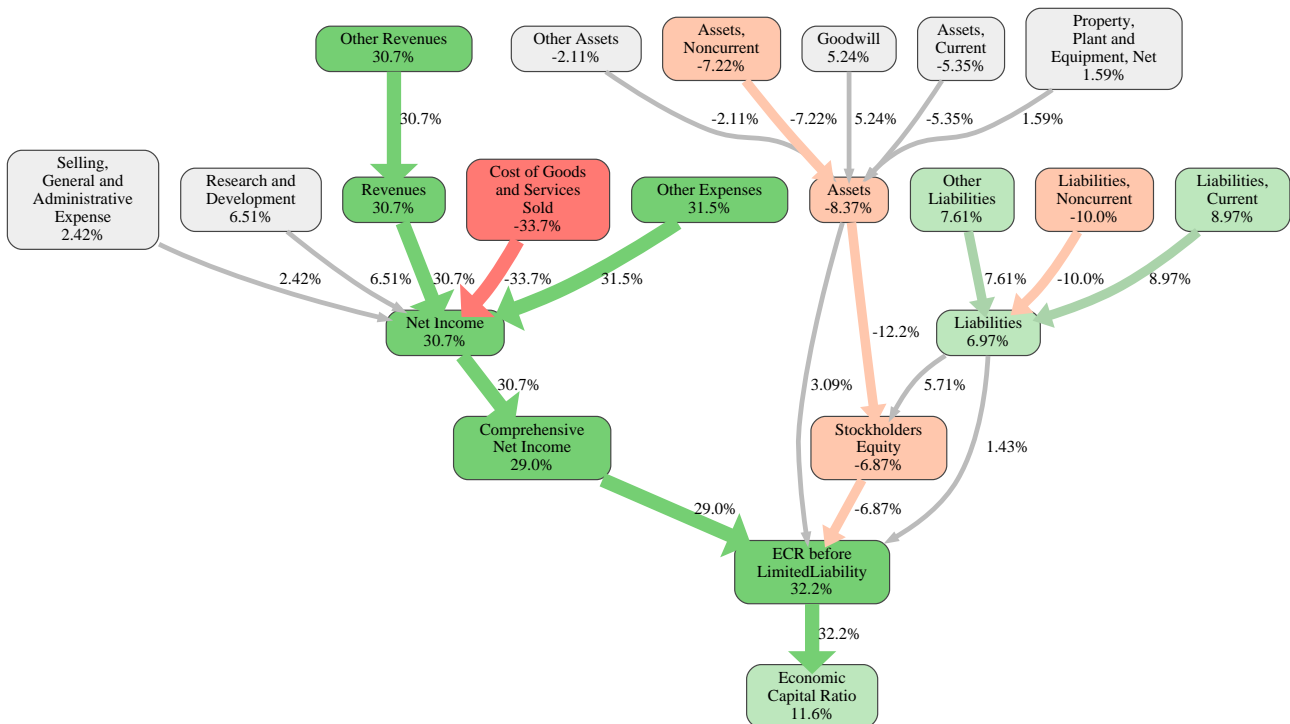 Other Revenues
30.7%
Other Assets
-2.11%
Assets,
Noncurrent
-7.22%
Goodwill
5.24%
Assets,
Current
-5.35%
Property,
Plant and
Equipment, Net
1.59%
30.7%
-2.11%
-7.22%
5.24%
-5.35%
1.59%
Selling,
General and
Administrative
Expense
2.42%
Research and
Development
6.51%
Revenues
30.7%
Cost of Goods
and Services
Sold
-33.7%
Other Expenses
31.5%
Assets
-8.37%
Other
Liabilities
7.61%
Liabilities,
Noncurrent
-10.0%
Liabilities,
Current
8.97%
2.42%
6.51%
30.7%
-33.7%
31.5%
7.61%
-10.0%
8.97%
Net Income
30.7%
Liabilities
6.97%
-12.2%
30.7%
3.09%
5.71%
1.43%
Comprehensive
Net Income
29.0%
Stockholders
Equity
-6.87%
29.0%
-6.87%
ECR before
LimitedLiability
32.2%
32.2%
Economic
Capital Ratio
11.6%